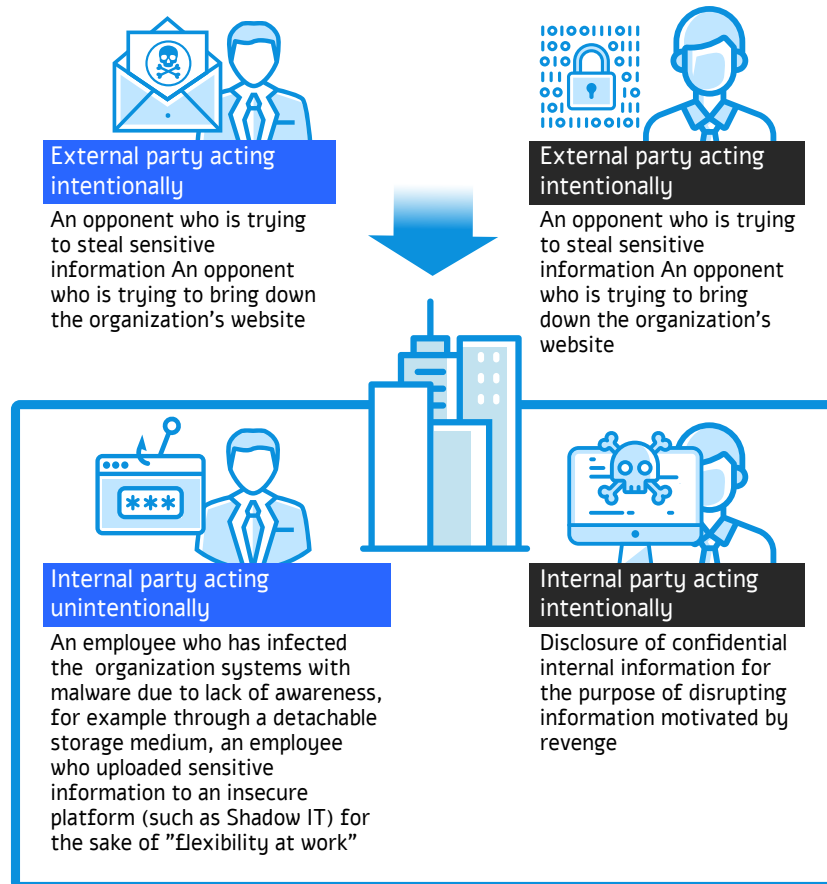 External party acting
intentionally
An opponent who is trying
to steal sensitive
information An opponent
who is trying to bring down
the organization's website
External party acting
intentionally
An opponent who is trying
to steal sensitive
information An opponent
who is trying to bring
down the organization's
website
***
Internal party acting
unintentionally
An employee who has infected
the organization systems with
malware due to lack of awareness,
for example through a detachable
storage medium, an employee
who uploaded sensitive
information to an insecure
platform (such as Shadow IT) for
the sake of "flexibility at work"
Internal party acting
intentionally
Disclosure of confidential
internal information for
the purpose of disrupting
information motivated by
revenge